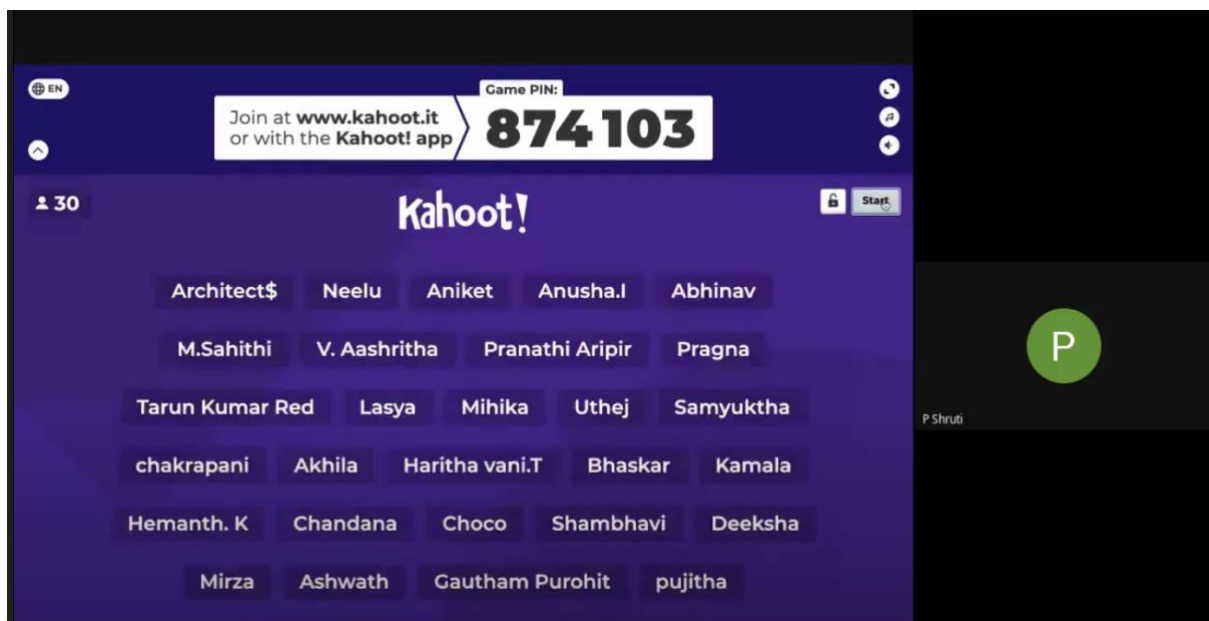 EN
Game PIN:
Join at www.kahoot.it
or with the Kahoot! app
874 103
30
Kahoot!
Start
Architect$ Neelu Aniket Anusha.I Abhinav
M.Sahithi V. Aashritha Pranathi Aripir Pragna
Tarun Kumar Red Lasya Mihika Uthej Samyuktha
chakrapani Akhila Haritha vani.T Bhaskar Kamala
Hemanth. K Chandana Choco Shambhavi Deeksha
Mirza Ashwath Gautham Purohit pujitha
P
P Shruti